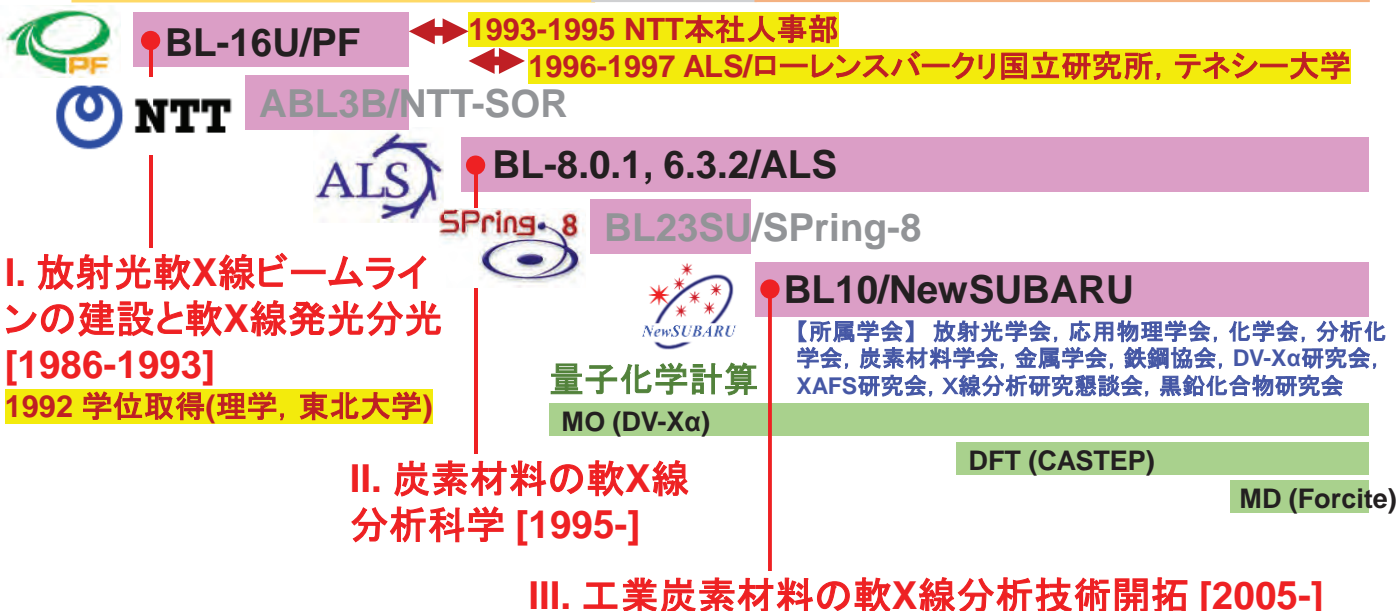 PF
BL-16U/PF
1993-1995 NTT本社人事部
1996-1997 ALS/ローレンスバークリ国立研究所, テネシー大学
NTT
ABL3B/NTT-SOR
ALS
BL-8.0.1, 6.3.2/ALS
SPring-8
BL23SU/SPring-8
I. 放射光軟X線ビームライ
ンの建設と軟X線発光分光
[1986-1993]
1992 学位取得(理学, 東北大学)
NewSUBARU
BL10/NewSUBARU
【所属学会】 放射光学会, 応用物理学会, 化学会, 分析化
学会, 炭素材料学会, 金属学会, 鉄鋼協会, DV-Xα研究会,
XAFS研究会, X線分析研究懇談会, 黒鉛化合物研究会
量子化学計算
MO (DV-Xα)
DFT (CASTEP)
MD (Forcite)
II. 炭素材料の軟X線
分析科学 [1995-]
III. 工業炭素材料の軟X線分析技術開拓 [2005-]